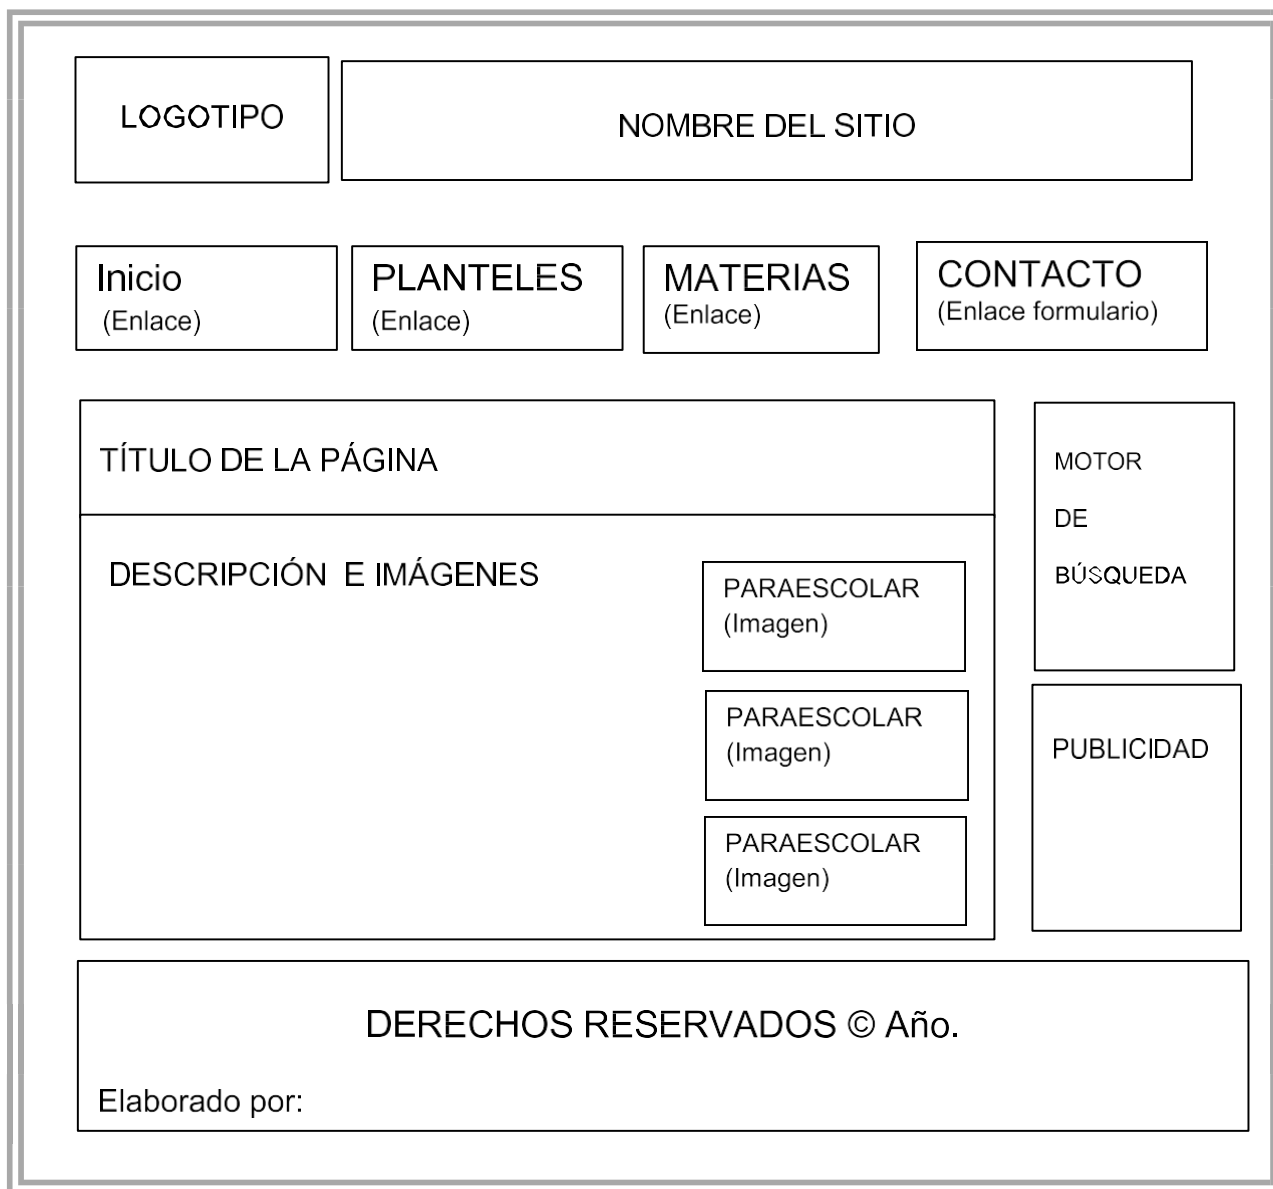 LOGOTIPO
NOMBRE DEL SITIO
Inicio
(Enlace)
PLANTELES
(Enlace)
MATERIAS
(Enlace)
CONTACTO
(Enlace formulario)
TÍTULO DE LA PÁGINA
DESCRIPCIÓN E IMÁGENES
PARAESCOLAR
(Imagen)
PARAESCOLAR
(Imagen)
PARAESCOLAR
(Imagen)
MOTOR
DE
BÚSQUEDA
PUBLICIDAD
DERECHOS RESERVADOS © Año.
Elaborado por: